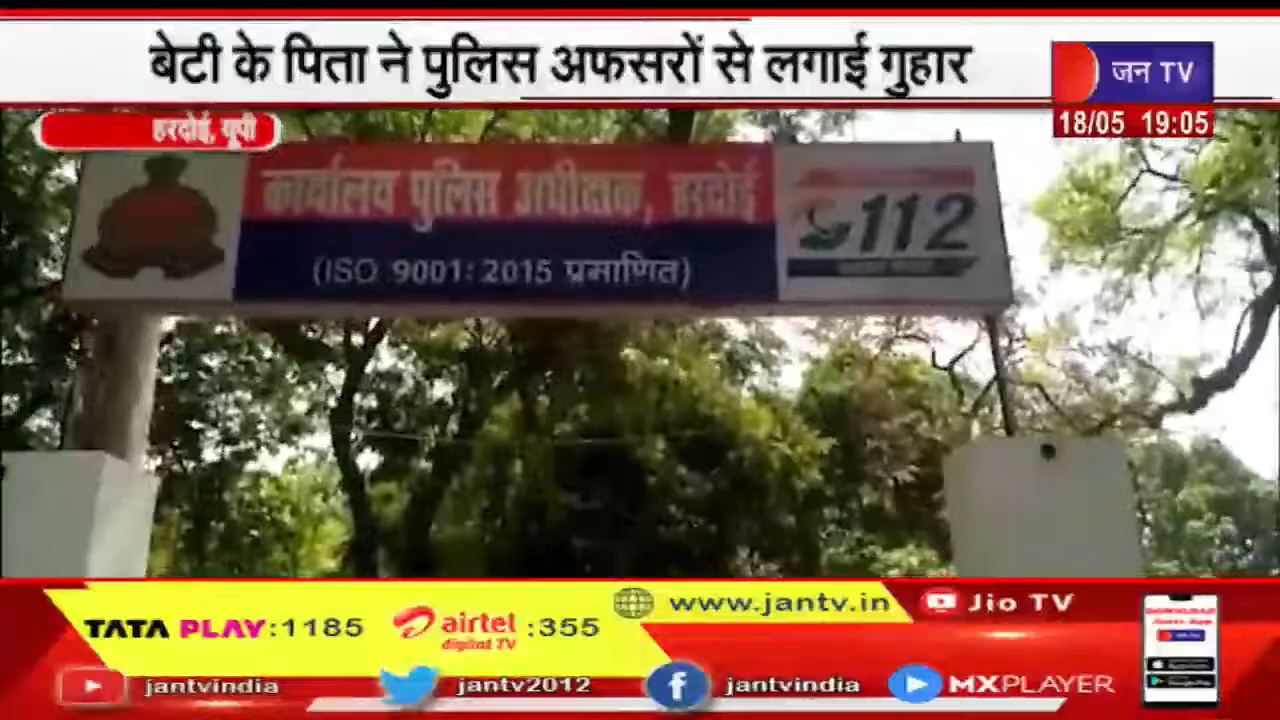 बेटी के पिता ने पुलिस अफसरों से लगाई गुहार
जन TV
18/05 19:05
हरदोई, यूपी
कार्यालय पुलिस अधीक्षक, हरदोई
(ISO 9001: 2015 प्रमाणित)
112
TATA PLAY:1185
airtel digital TV :355
www.jantv.in
Jio TV
DOWNLOAD
jantvindia
jantv2012
jantvindia
MXPLAYER